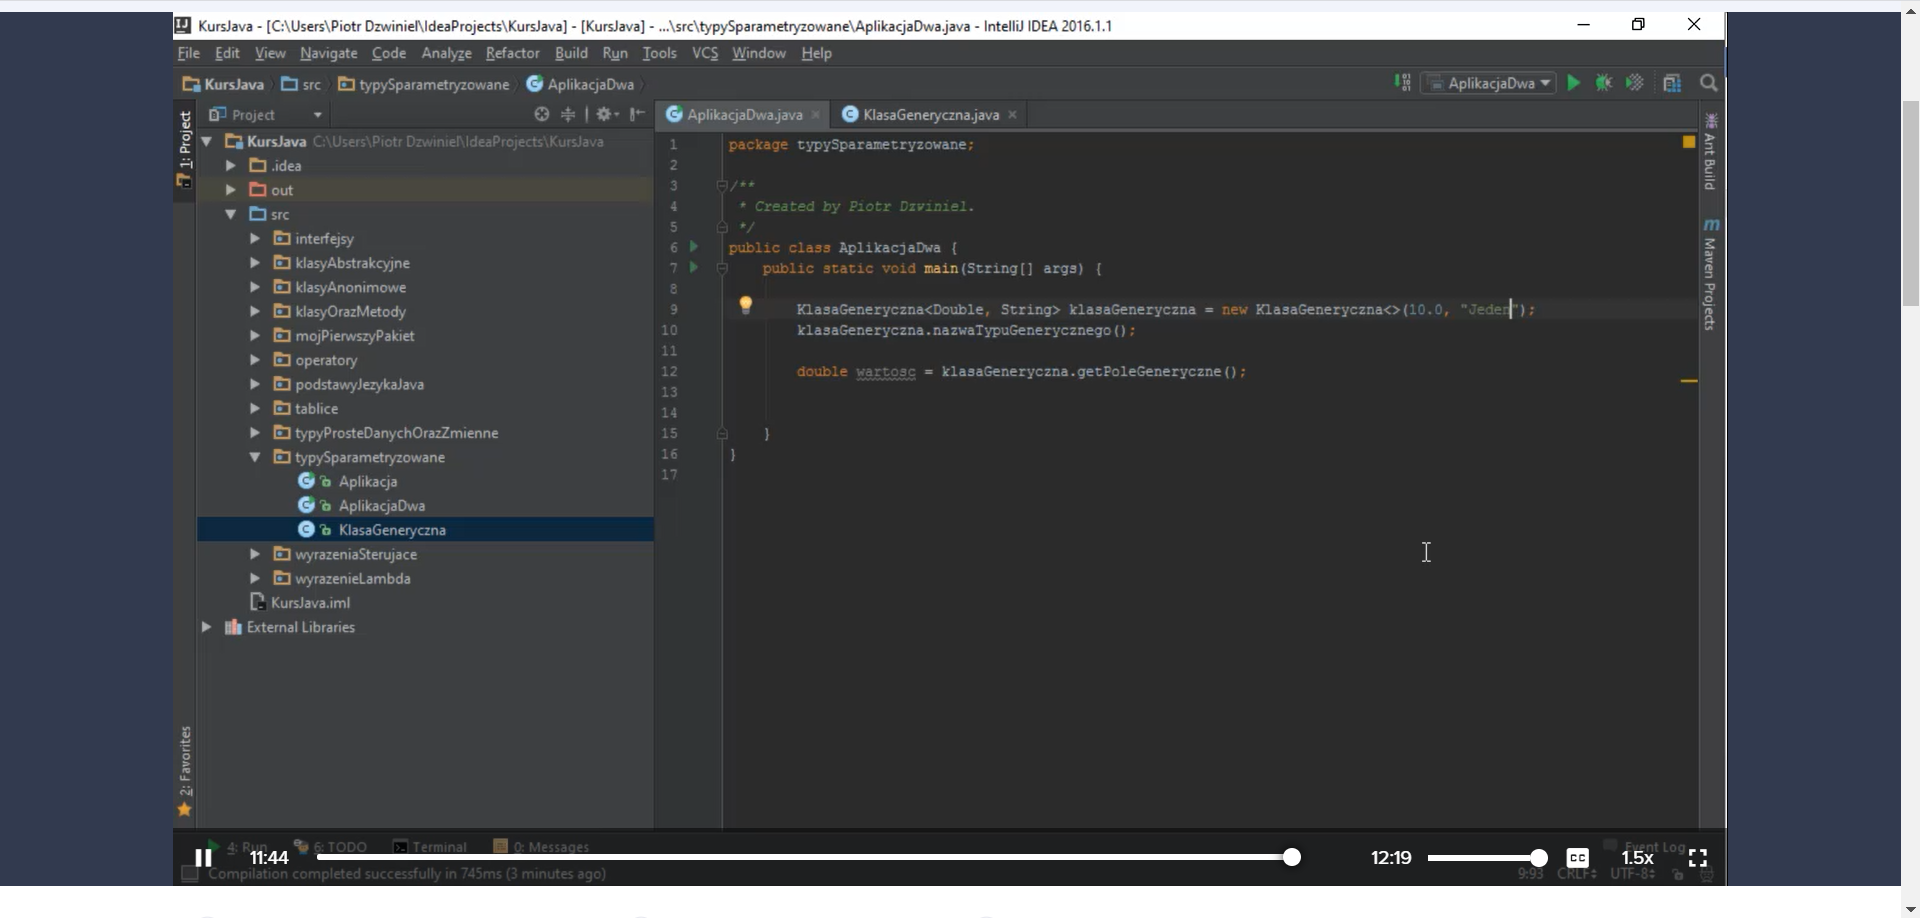 KursJava - [C:\Users\Piotr Dzwiniel\IdeaProjects\KursJava] - [KursJava] - ...\src\typySparametryzowane\AplikacjaDwa.java - IntelliJ IDEA 2016.1.1
File Edit View Navigate Code Analyze Refactor Build Run Tools VCS Window Help
KursJava src typySparametryzowane AplikacjaDwa
AplikacjaDwa
1: Project
Project
KursJava C:\Users\Piotr Dzwiniel\IdeaProjects\KursJava
.idea
out
src
interfejsy
klasyAbstrakcyjne
klasyAnonimowe
klasyOrazMetody
mojPierwszyPakiet
operatory
podstawyJezykaJava
tablice
typyProsteDanychOrazZmienne
typySparametryzowane
Aplikacja
AplikacjaDwa
KlasaGeneryczna
wyrazeniaSterujace
wyrazenieLambda
KursJava.iml
External Libraries
2: Favorites
AplikacjaDwa.java KlasaGeneryczna.java
1 package typySparametryzowane;
2
3 /**
4 * Created by Piotr Dzwiniel.
5 */
6 public class AplikacjaDwa {
7 public static void main(String[] args) {
8
9 KlasaGeneryczna<Double, String> klasaGeneryczna = new KlasaGeneryczna<>(10.0, "Jeden");
10 klasaGeneryczna.nazwaTypuGenerycznego();
11
12 double wartosc = klasaGeneryczna.getPoleGeneryczne();
13
14
15 }
16 }
17
Ant Build
m Maven Projects
4: Run 6: TODO Terminal 0: Messages Event Log
11:44 12:19 CC 1.5x
Compilation completed successfully in 745ms (3 minutes ago) 9:93 CRLF UTF-8